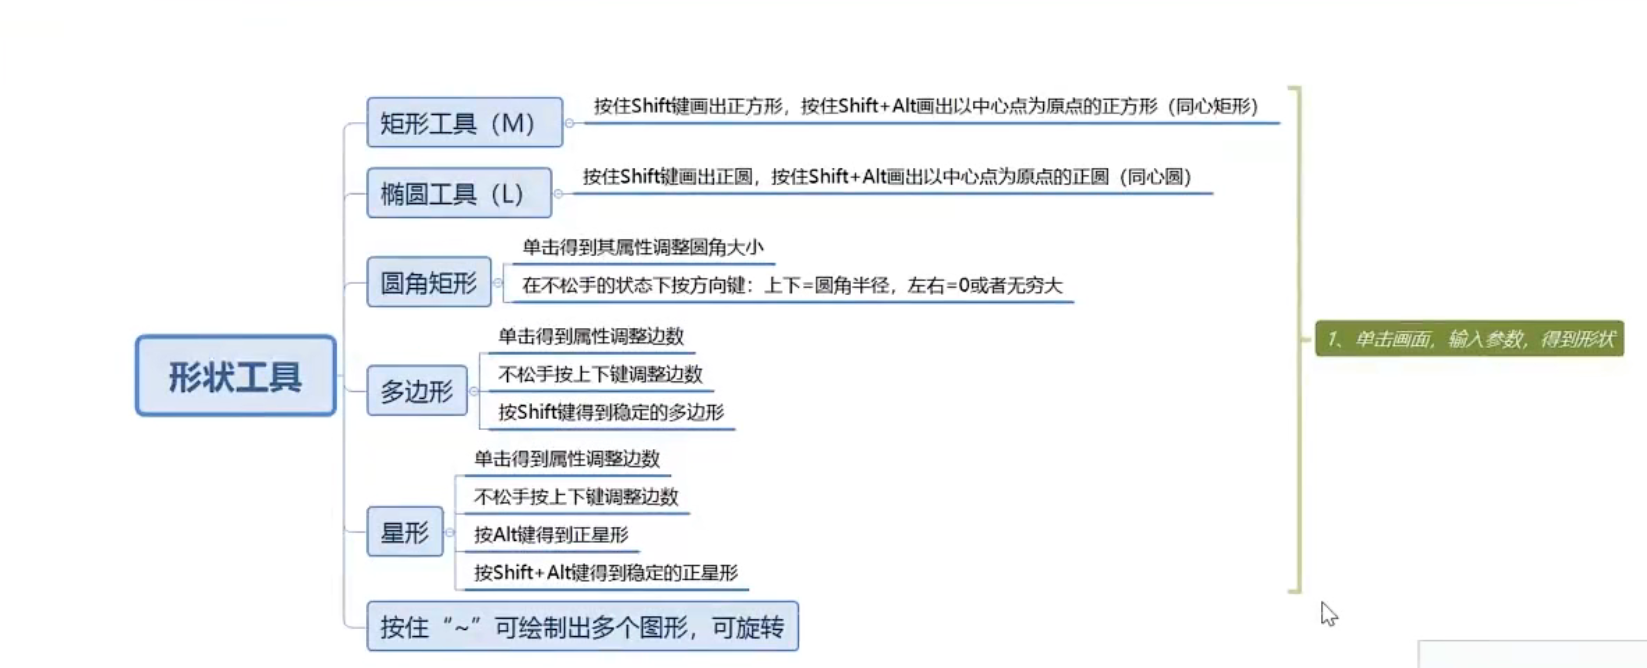 形状工具
矩形工具（M）
按住Shift键画出正方形，按住Shift+Alt画出以中心点为原点的正方形（同心矩形）
椭圆工具（L）
按住Shift键画出正圆，按住Shift+Alt画出以中心点为原点的正圆（同心圆）
圆角矩形
单击得到其属性调整圆角大小
在不松手的状态下按方向键：上下=圆角半径，左右=0或者无穷大
多边形
单击得到属性调整边数
不松手按上下键调整边数
按Shift键得到稳定的多边形
星形
单击得到属性调整边数
不松手按上下键调整边数
按Alt键得到正星形
按Shift+Alt键得到稳定的正星形
按住“~”可绘制出多个图形，可旋转
1、单击画面，输入参数，得到形状